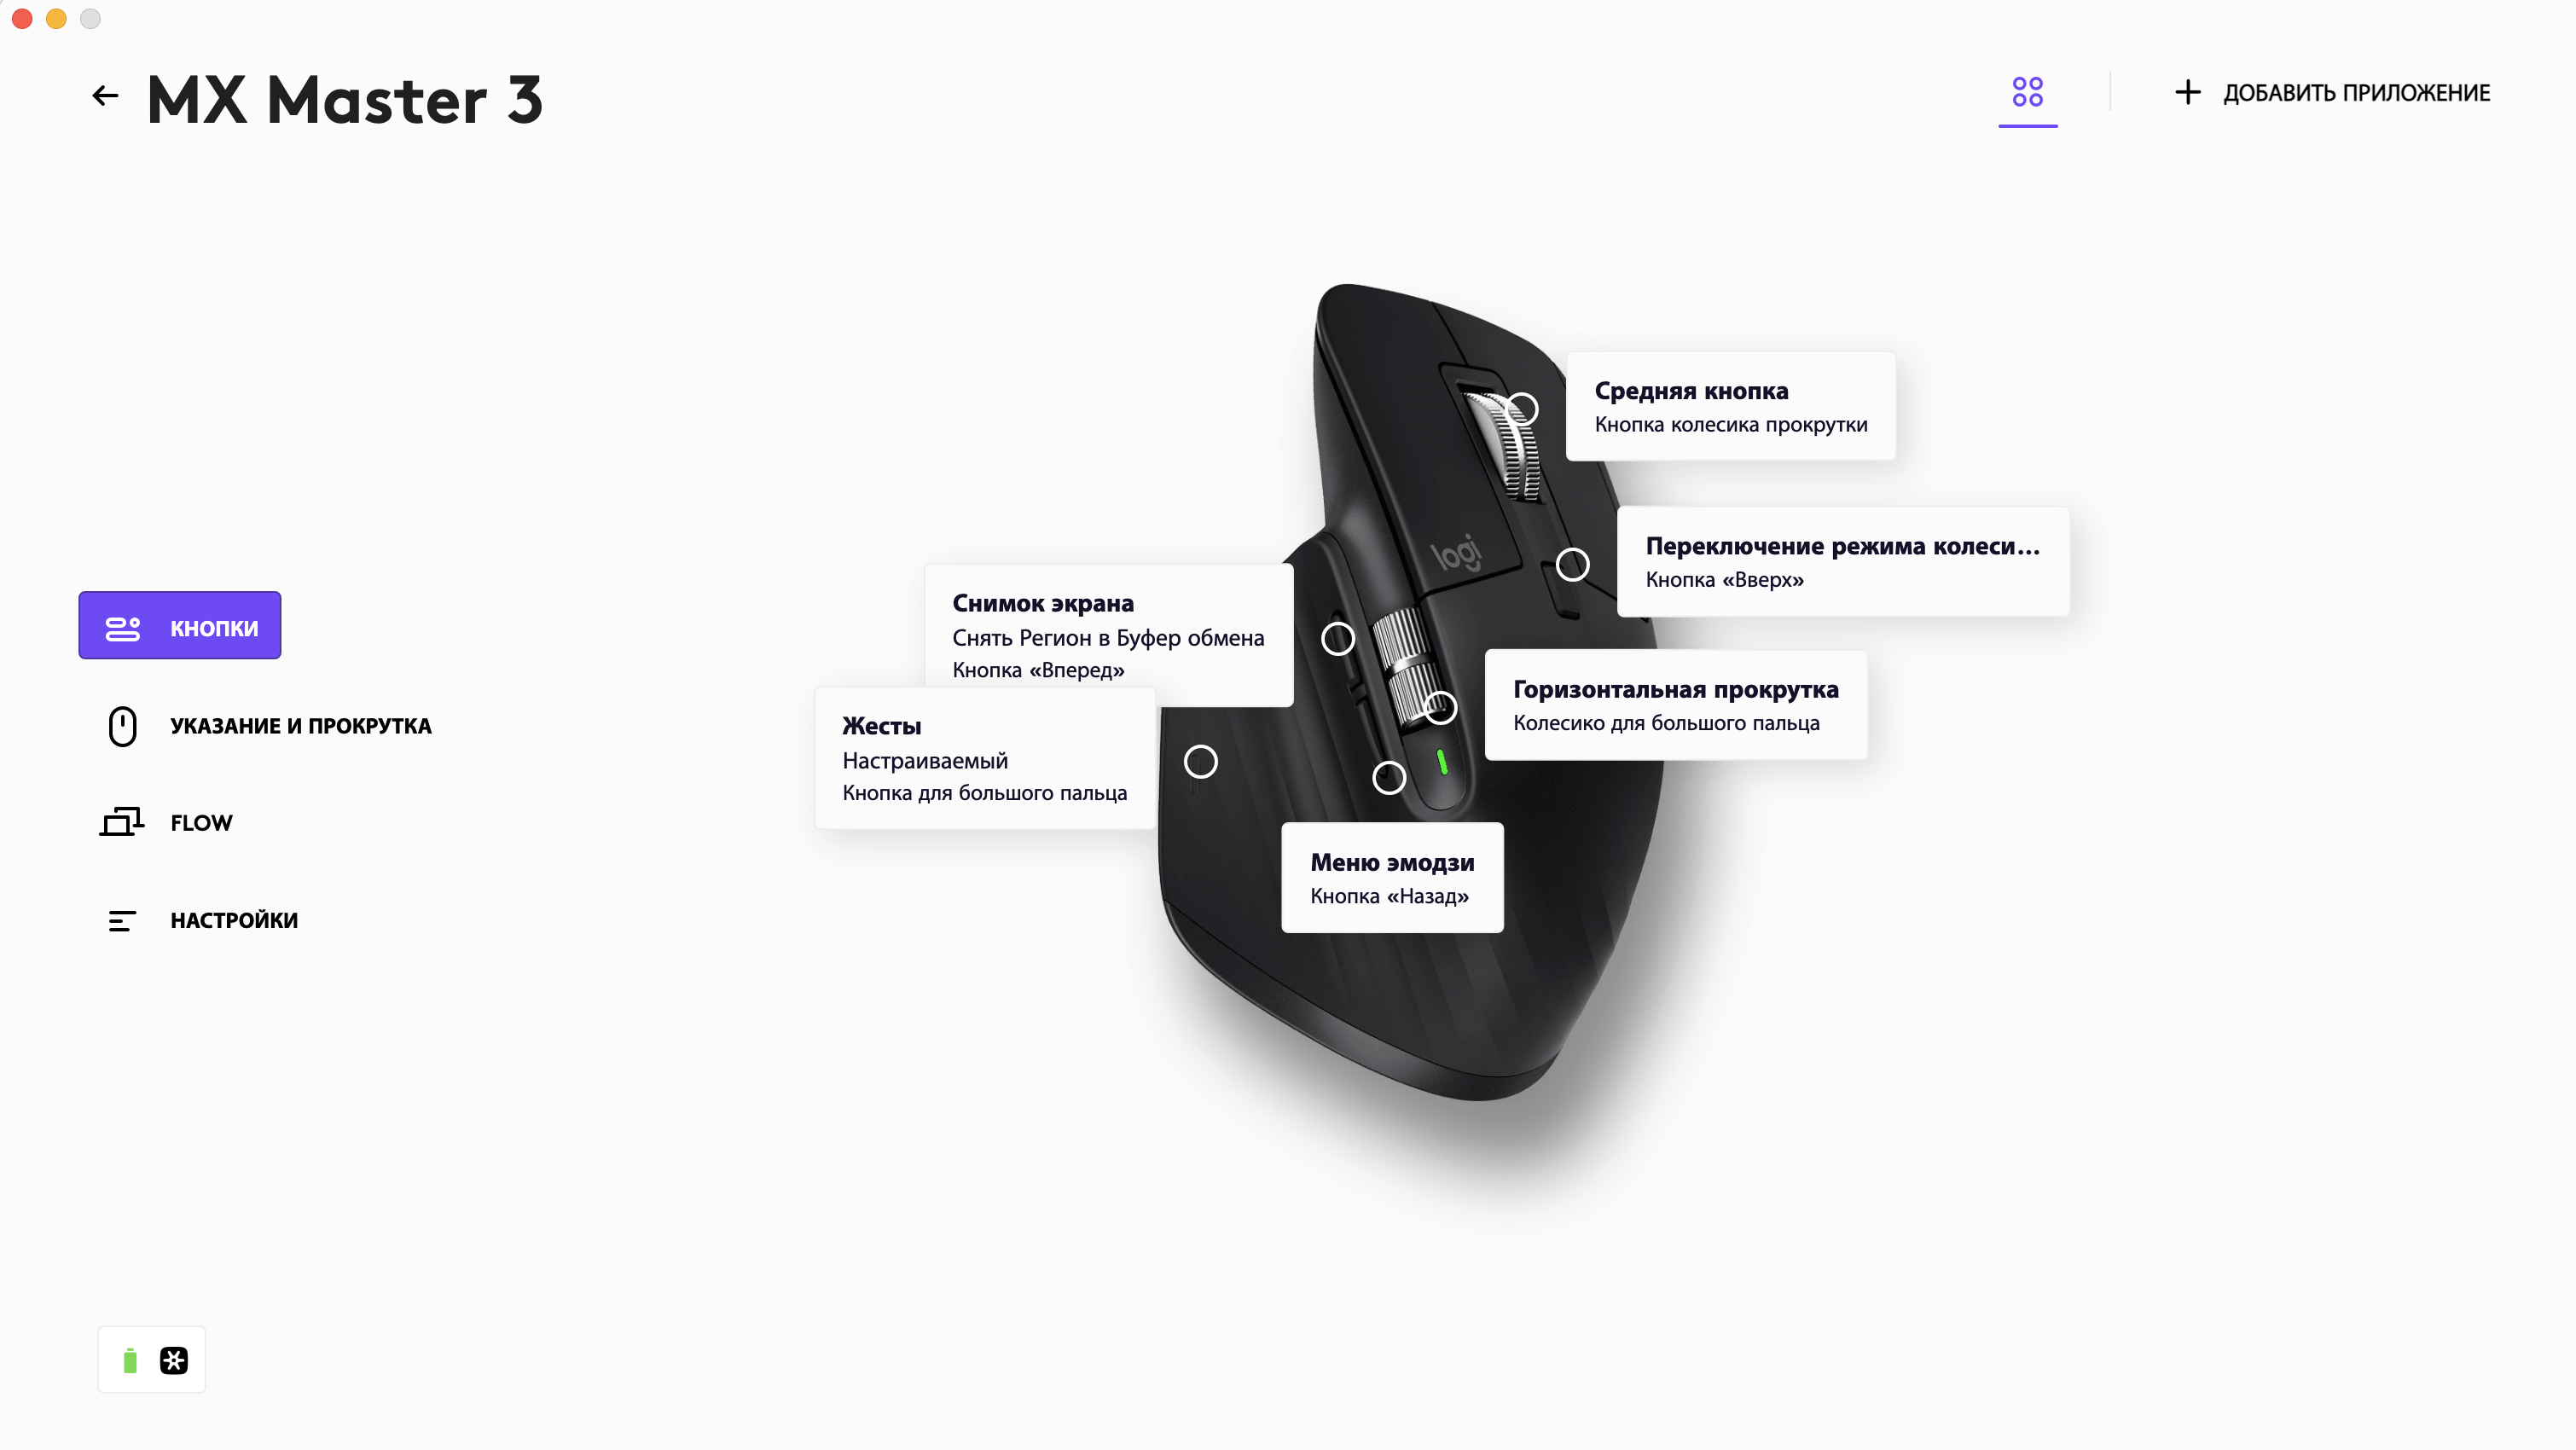 MX Master 3
ДОБАВИТЬ ПРИЛОЖЕНИЕ
Средняя кнопка
Кнопка колесика прокрутки
logi
Переключение режима колеси...
Кнопка «Вверх»
Снимок экрана
Снять Регион в Буфер обмена
Кнопка «Вперед»
Горизонтальная прокрутка
Колесико для большого пальца
Жесты
Настраиваемый
Кнопка для большого пальца
Меню эмодзи
Кнопка «Назад»
КНОПКИ
УКАЗАНИЕ И ПРОКРУТКА
FLOW
НАСТРОЙКИ